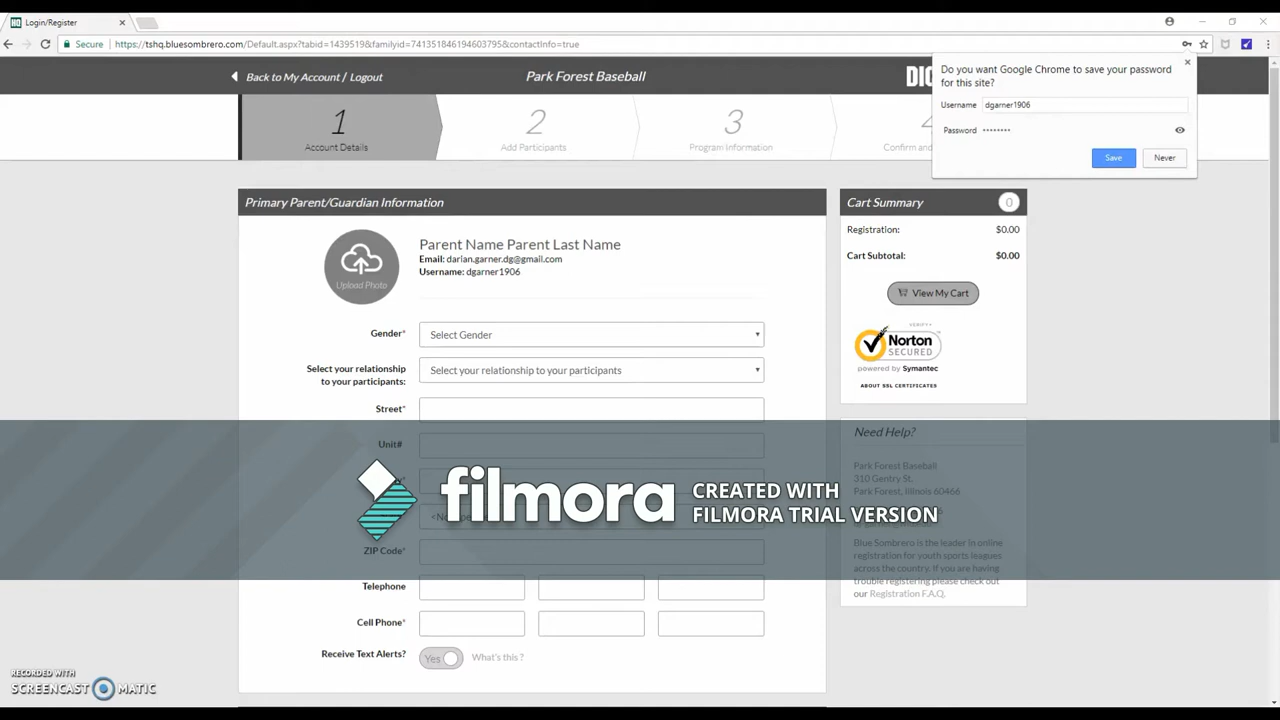 Login/Register
Secure
https://tshq.bluesombrero.com/Default.aspx?tabid=1439519&familyid=741351846194603795&contactInfo=true
Do you want Google Chrome to save your password
for this site?
Username dgarner1906
Password ••••••••
Save Never
Back to My Account / Logout
Park Forest Baseball
1
Account Details
2
Add Participants
3
Program Information
4
Confirm and
Primary Parent/Guardian Information
Upload Photo
Parent Name Parent Last Name
Email: darian.garner.dg@gmail.com
Username: dgarner1906
Gender*
Select Gender
Select your relationship
to your participants:
Select your relationship to your participants
Street*
Unit#
ZIP Code*
Telephone
Cell Phone*
Receive Text Alerts?
Yes
What's this ?
Cart Summary 0
Registration: $0.00
Cart Subtotal: $0.00
View My Cart
VERIFY
Norton
SECURED
powered by Symantec
ABOUT SSL CERTIFICATES
Need Help?
Park Forest Baseball
310 Gentry St.
Park Forest, Illinois 60466
Blue Sombrero is the leader in online
registration for youth sports leagues
across the country. If you are having
trouble registering please check out
our Registration F.A.Q.
filmora
CREATED WITH
FILMORA TRIAL VERSION
RECORDED WITH
SCREENCAST MATIC